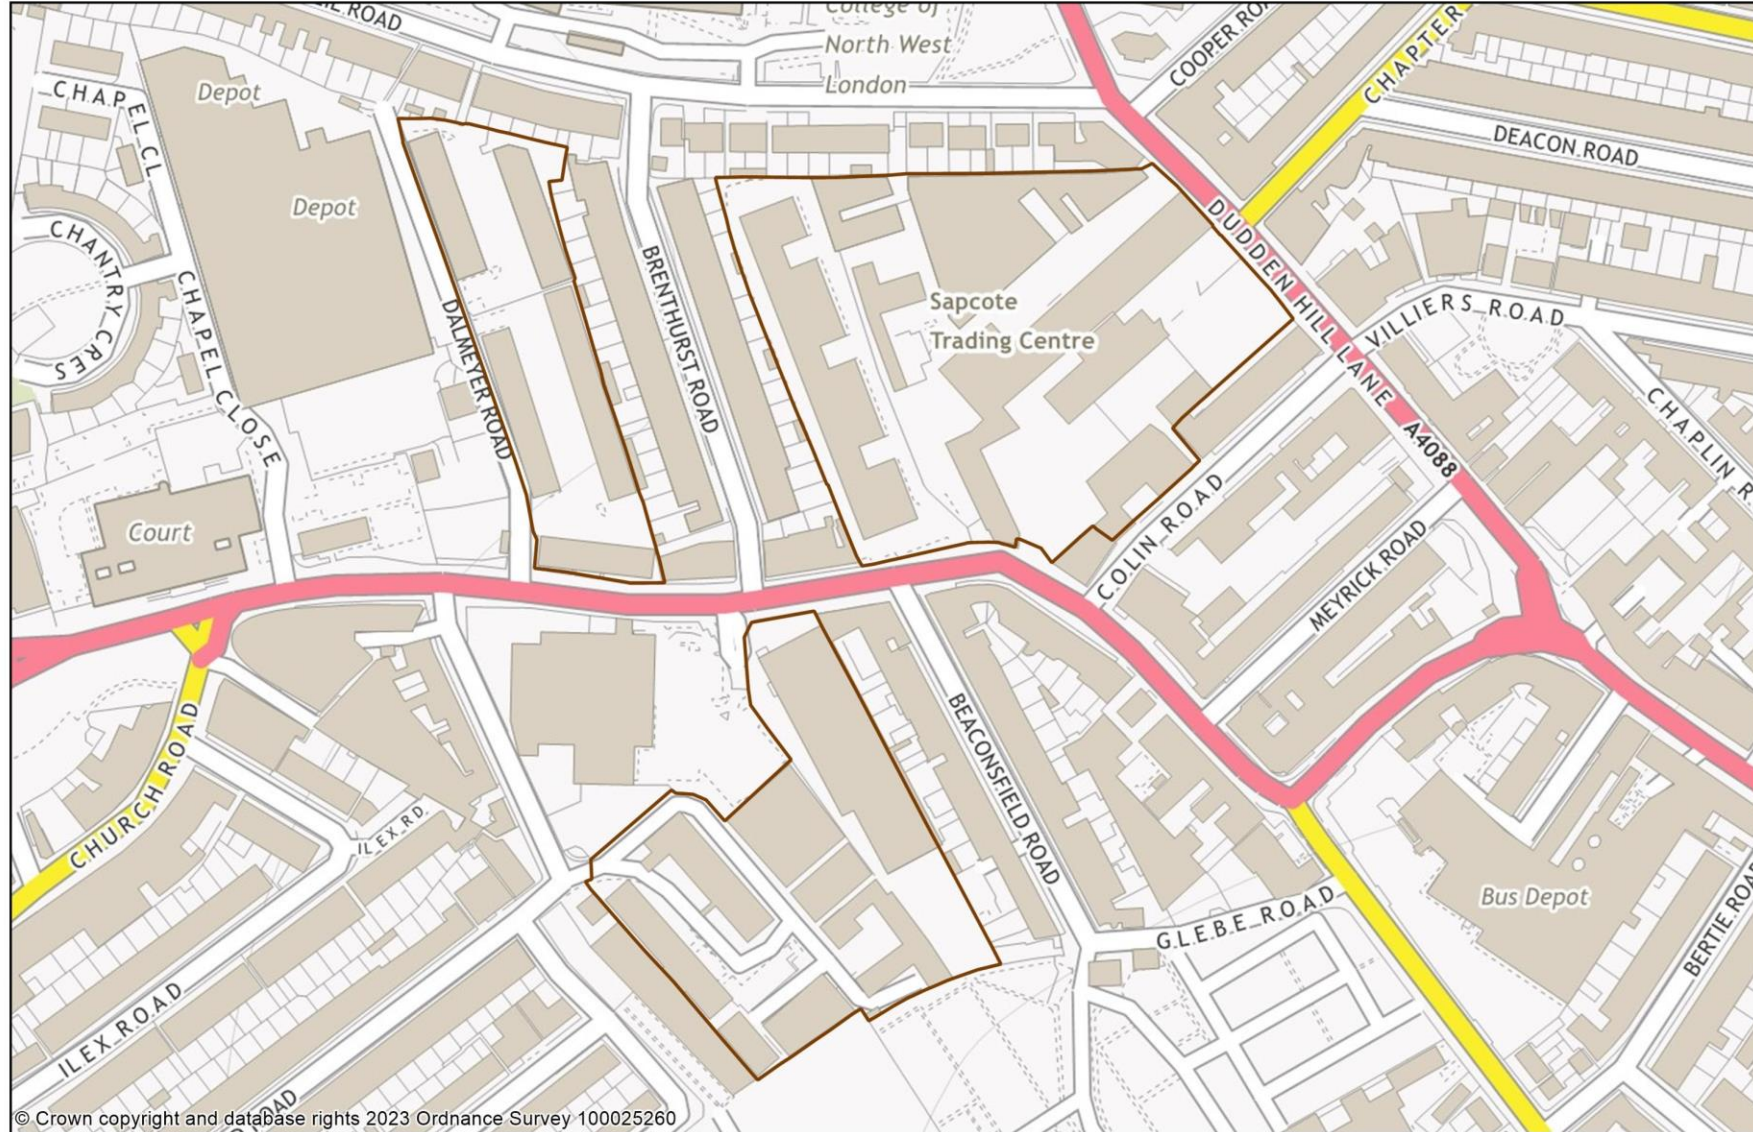 ROAD
College of
North West
London
COOPER RO
CHAPTER
CHAPEL CL
Depot
DEACON ROAD
Depot
CHANTRY CRES
DUDDEN HILL LANE A4088
BRENTHURST ROAD
CHAPEL CLOSE
Sapcote
Trading Centre
VILLIERS ROAD
DALMEYER ROAD
CHAPLIN R
COLIN ROAD
Court
MEYRICK ROAD
BEACONSFIELD ROAD
CHURCH ROAD
ILEX RD
Bus Depot
GLEBE ROAD
BERTIE ROAD
ILEX ROAD
OAD
© Crown copyright and database rights 2023 Ordnance Survey 100025260